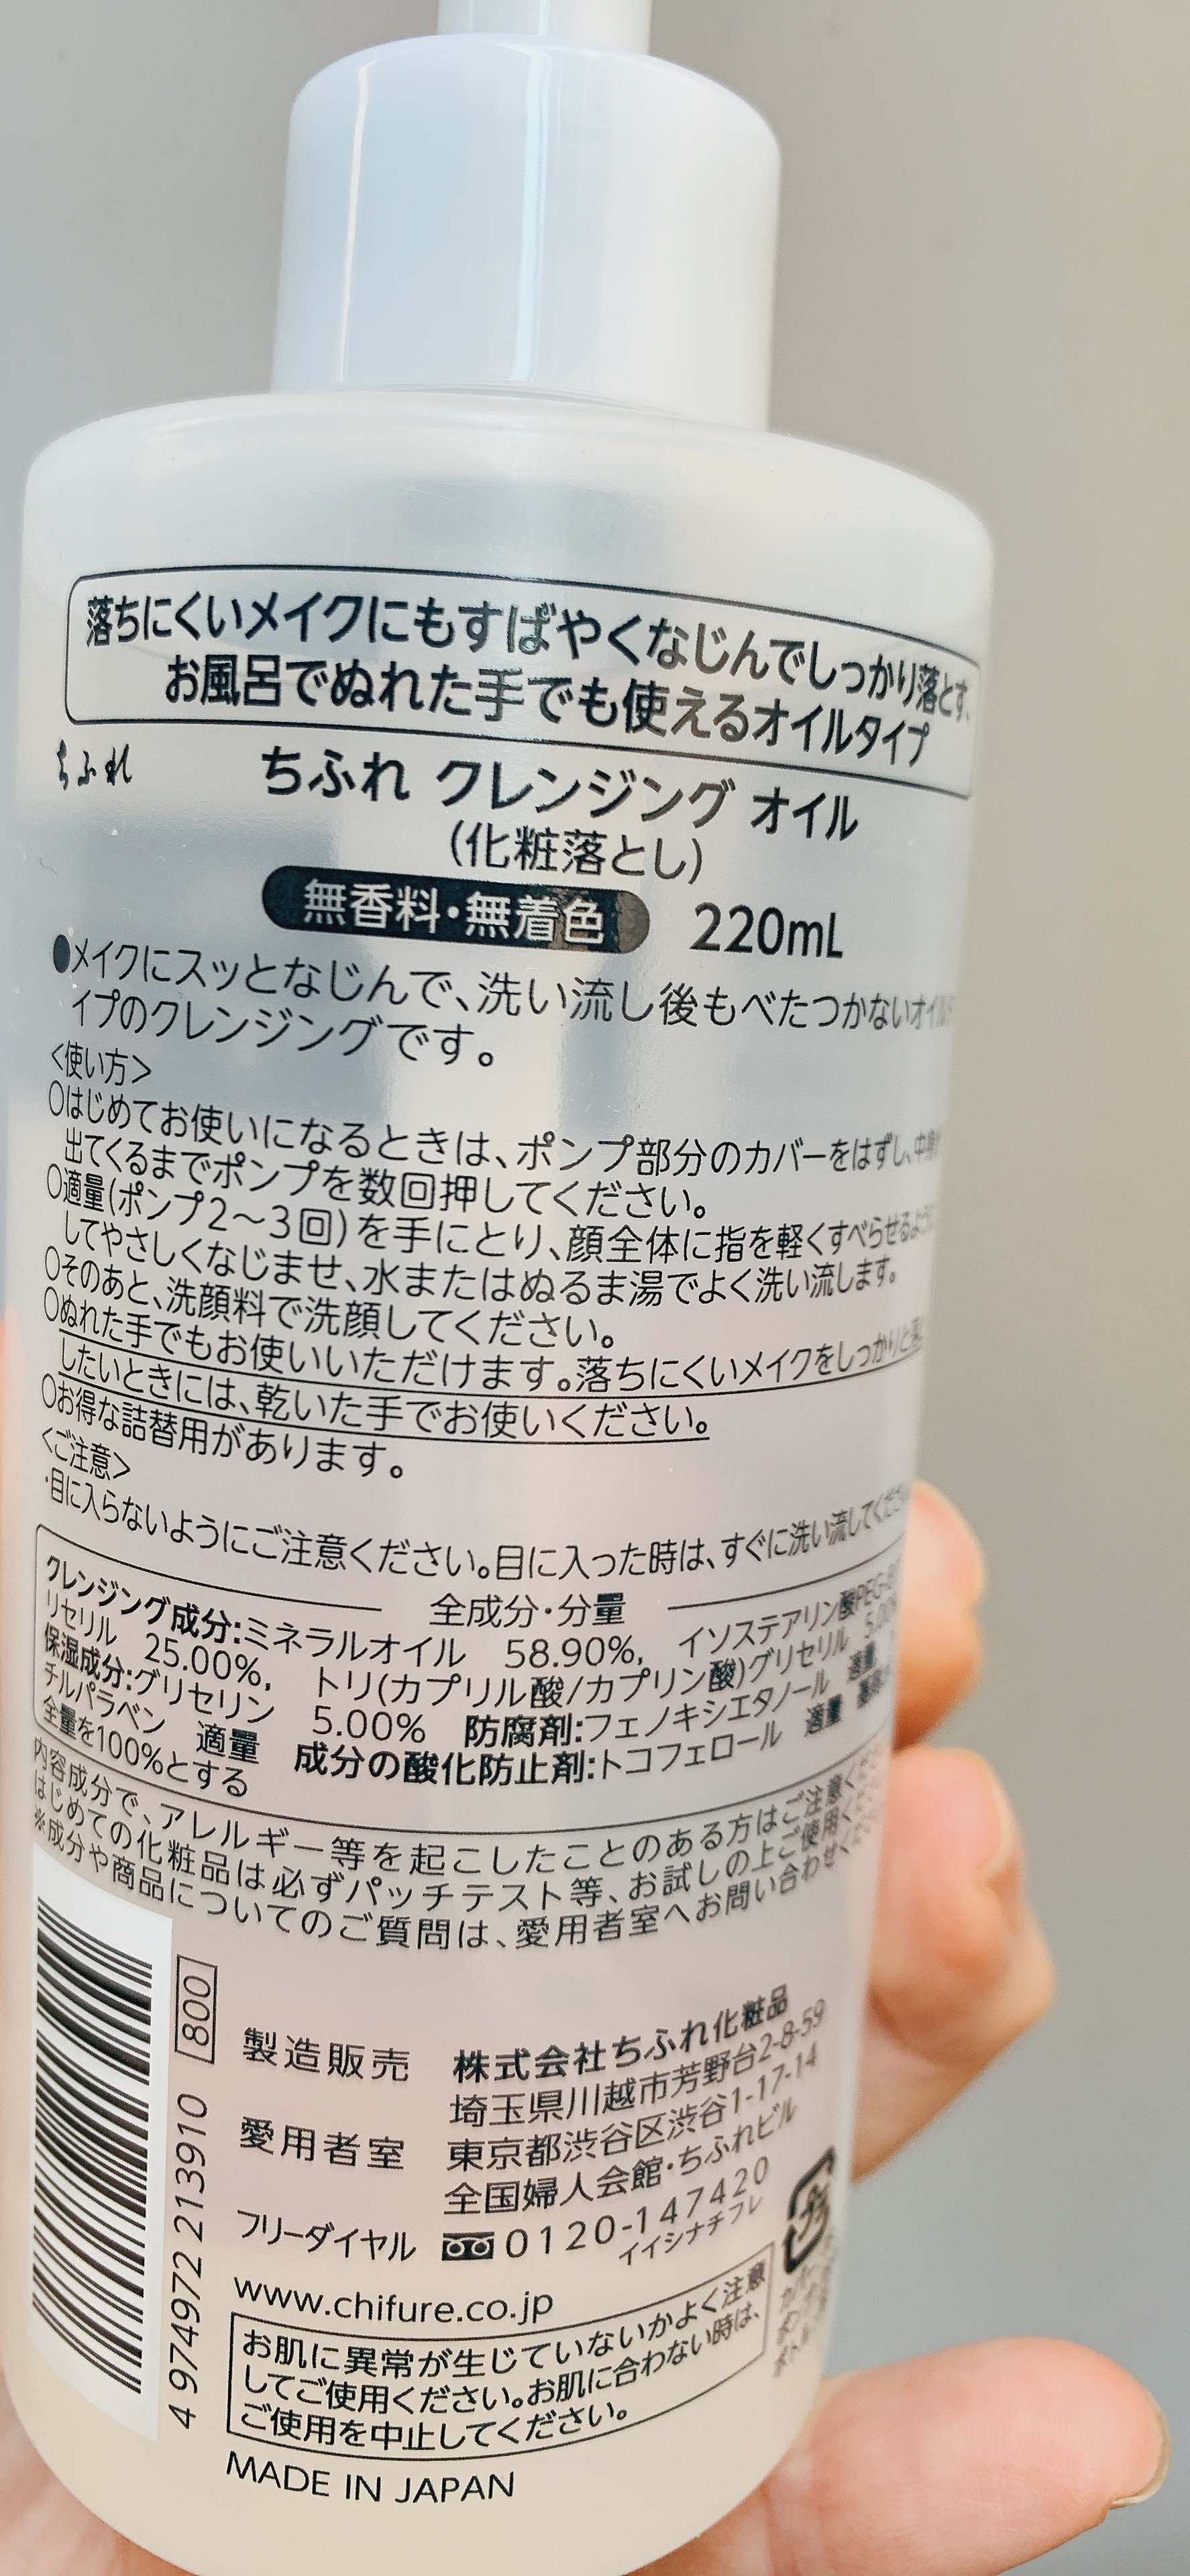 落ちにくいメイクにもすばやくなじんでしっかり落とす、
お風呂でぬれた手でも使えるオイルタイプ
ちふれ
ちふれ クレンジング オイル
(化粧落とし)
無香料・無着色 220mL
●メイクにスッとなじんで、洗い流し後もべたつかないオイルタ
イプのクレンジングです。
<使い方>
○はじめてお使いになるときは、ポンプ部分のカバーをはずし、中身が
出てくるまでポンプを数回押してください。
○適量(ポンプ2~3回)を手にとり、顔全体に指を軽くすべらせるように
してやさしくなじませ、水またはぬるま湯でよく洗い流します。
○そのあと、洗顔料で洗顔してください。
○ぬれた手でもお使いいただけます。落ちにくいメイクをしっかりと
したいときには、乾いた手でお使いください。
○お得な詰替用があります。
<ご注意>
・目に入らないようにご注意ください。目に入った時は、すぐに洗い流してくださ
全成分・分量
クレンジング成分:ミネラルオイル 58.90%, イソステアリン酸PEG-8グ
リセリル 25.00%, トリ(カプリル酸/カプリン酸)グリセリル 5.00%
保湿成分:グリセリン 5.00% 防腐剤:フェノキシエタノール 適量
チルパラベン 適量 成分の酸化防止剤:トコフェロール 適量
全量を100%とする
内容成分で、アレルギー等を起こしたことのある方はご注意くださ
はじめての化粧品は必ずパッチテスト等、お試しの上ご使用くだ
※成分や商品についてのご質問は、愛用者室へお問い合わせくだ
800
4 974972 213910
製造販売 株式会社ちふれ化粧品
埼玉県川越市芳野台2-8-59
愛用者室 東京都渋谷区渋谷1-17-14
全国婦人会館・ちふれビル
フリーダイヤル 0120-147420
イイシナチフレ
www.chifure.co.jp
プラ
お肌に異常が生じていないかよく注意
してご使用ください。お肌に合わない時は、
ご使用を中止してください。
MADE IN JAPAN